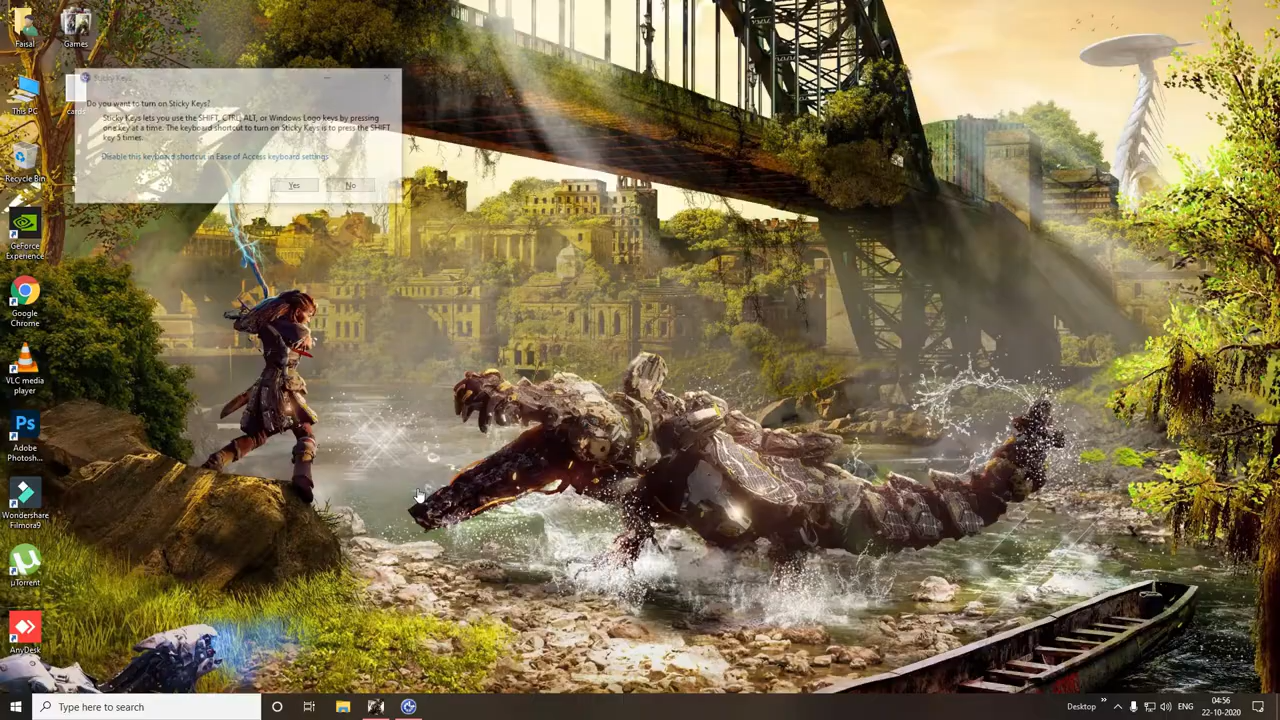 Faisal
Games
This PC
Recycle Bin
GeForce
Experience
Google
Chrome
VLC media
player
Ps
Adobe
Photosh...
Wondershare
Filmora9
µTorrent
AnyDesk
Sticky Keys
Do you want to turn on Sticky Keys?
Sticky Keys lets you use the SHIFT, CTRL, ALT, or Windows Logo keys by pressing
one key at a time. The keyboard shortcut to turn on Sticky Keys is to press the SHIFT
key 5 times.
Disable this keyboard shortcut in Ease of Access keyboard settings
Yes
No
Type here to search
Desktop
ENG
04:56
22-10-2020